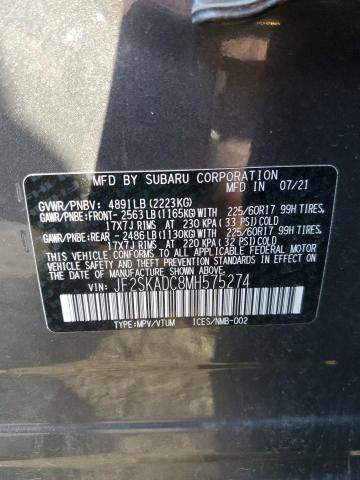 MFD BY SUBARU CORPORATION IN 07/21
GVWR/PNBV: 4891LB(2223KG)
GAWR/PNBE:FRONT- 2563LB(1165KG)WITH 225/60R17 99H TIRES,
17X7J RIMS AT 230 KPA(33 PSI)COLD
GAWR/PNBE:REAR - 2486LB(1130KG)WITH 225/60R17 99H TIRES,
17X7J RIMS AT 220 KPA(32 PSI)COLD
THIS VEHICLE CONFORMS TO ALL APPLICABLE FEDERAL MOTOR
VEHICLE SAFETY, BUMPER, AND THEFT PREVENTION STANDARDS
IN EFFECT ON THE DATE OF MANUFACTURE SHOWN ABOVE.
VIN: JF2SKADC8MH575274
TYPE:MPV/VTUM ICES/NMB-002